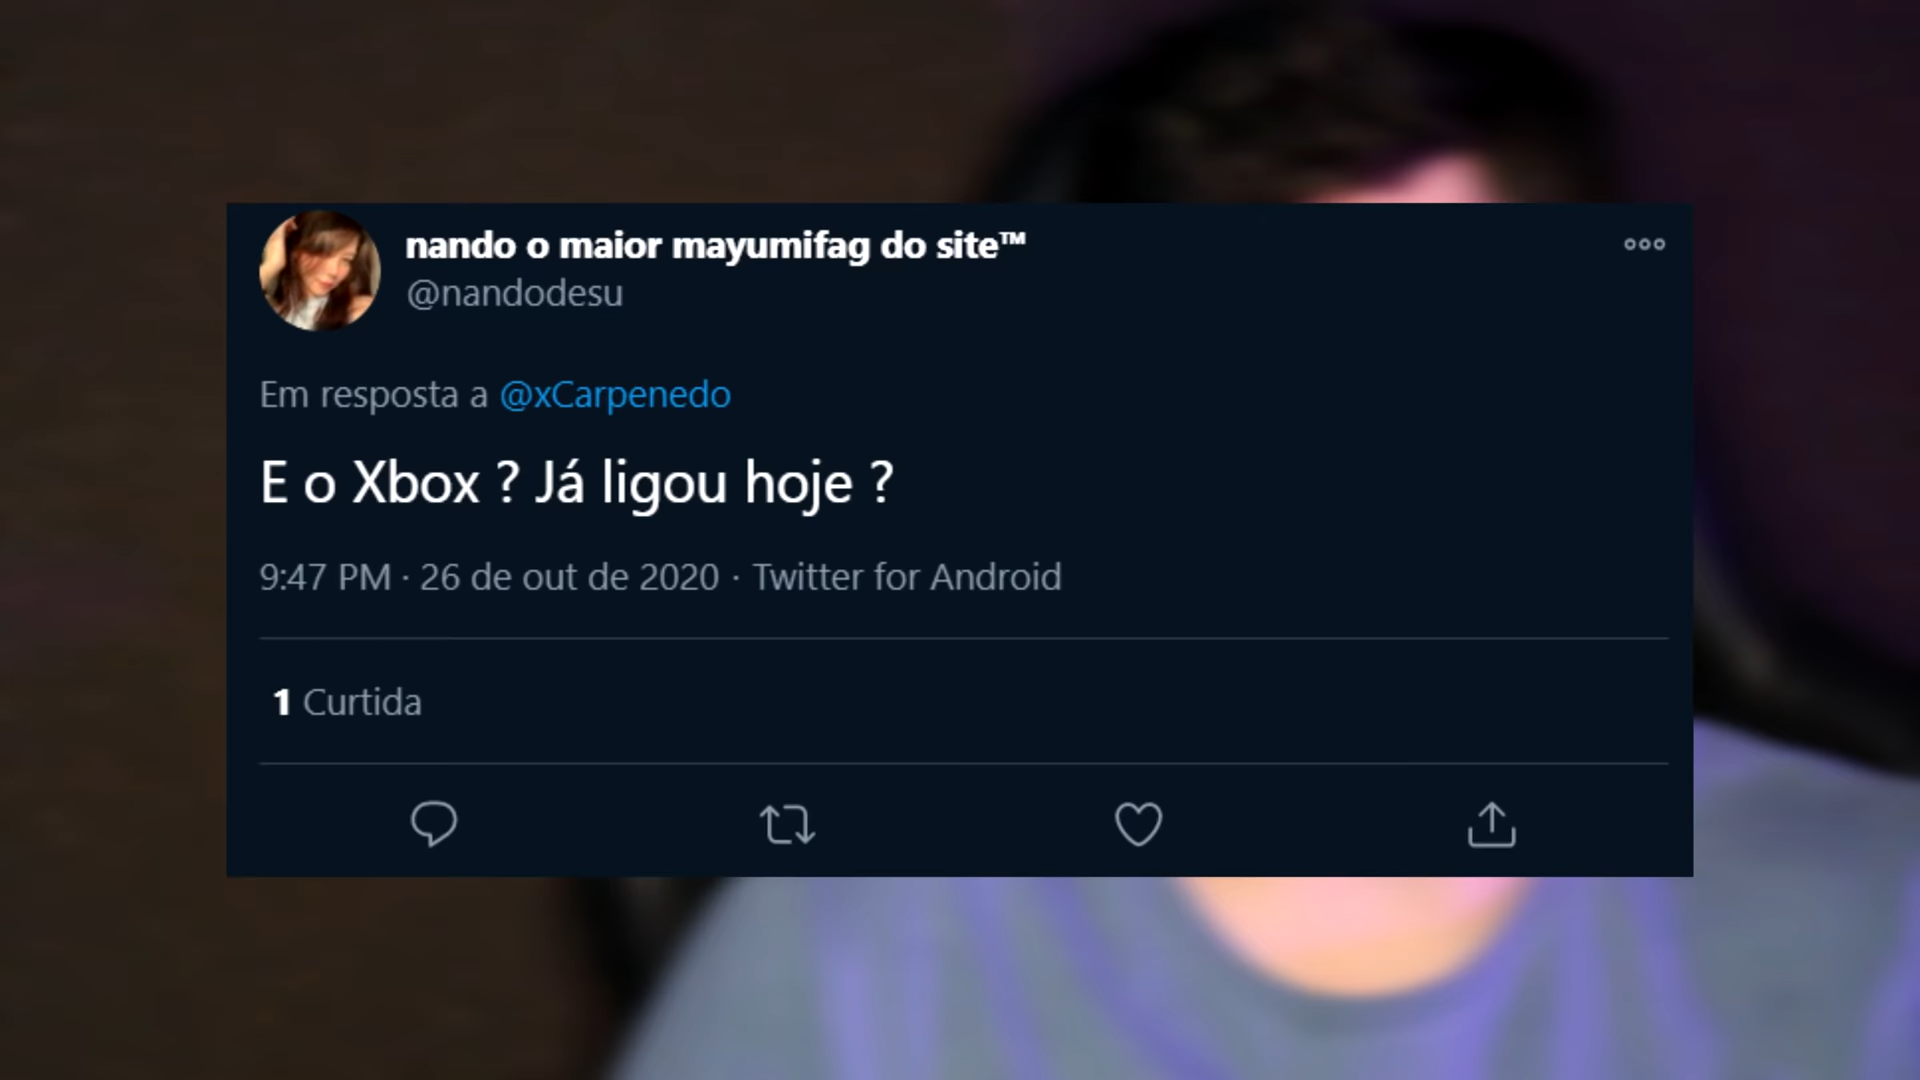 nando o maior mayumifag do site™
@nandodesu
Em resposta a @xCarpenedo
E o Xbox ? Já ligou hoje ?
9:47 PM · 26 de out de 2020 · Twitter for Android
1 Curtida